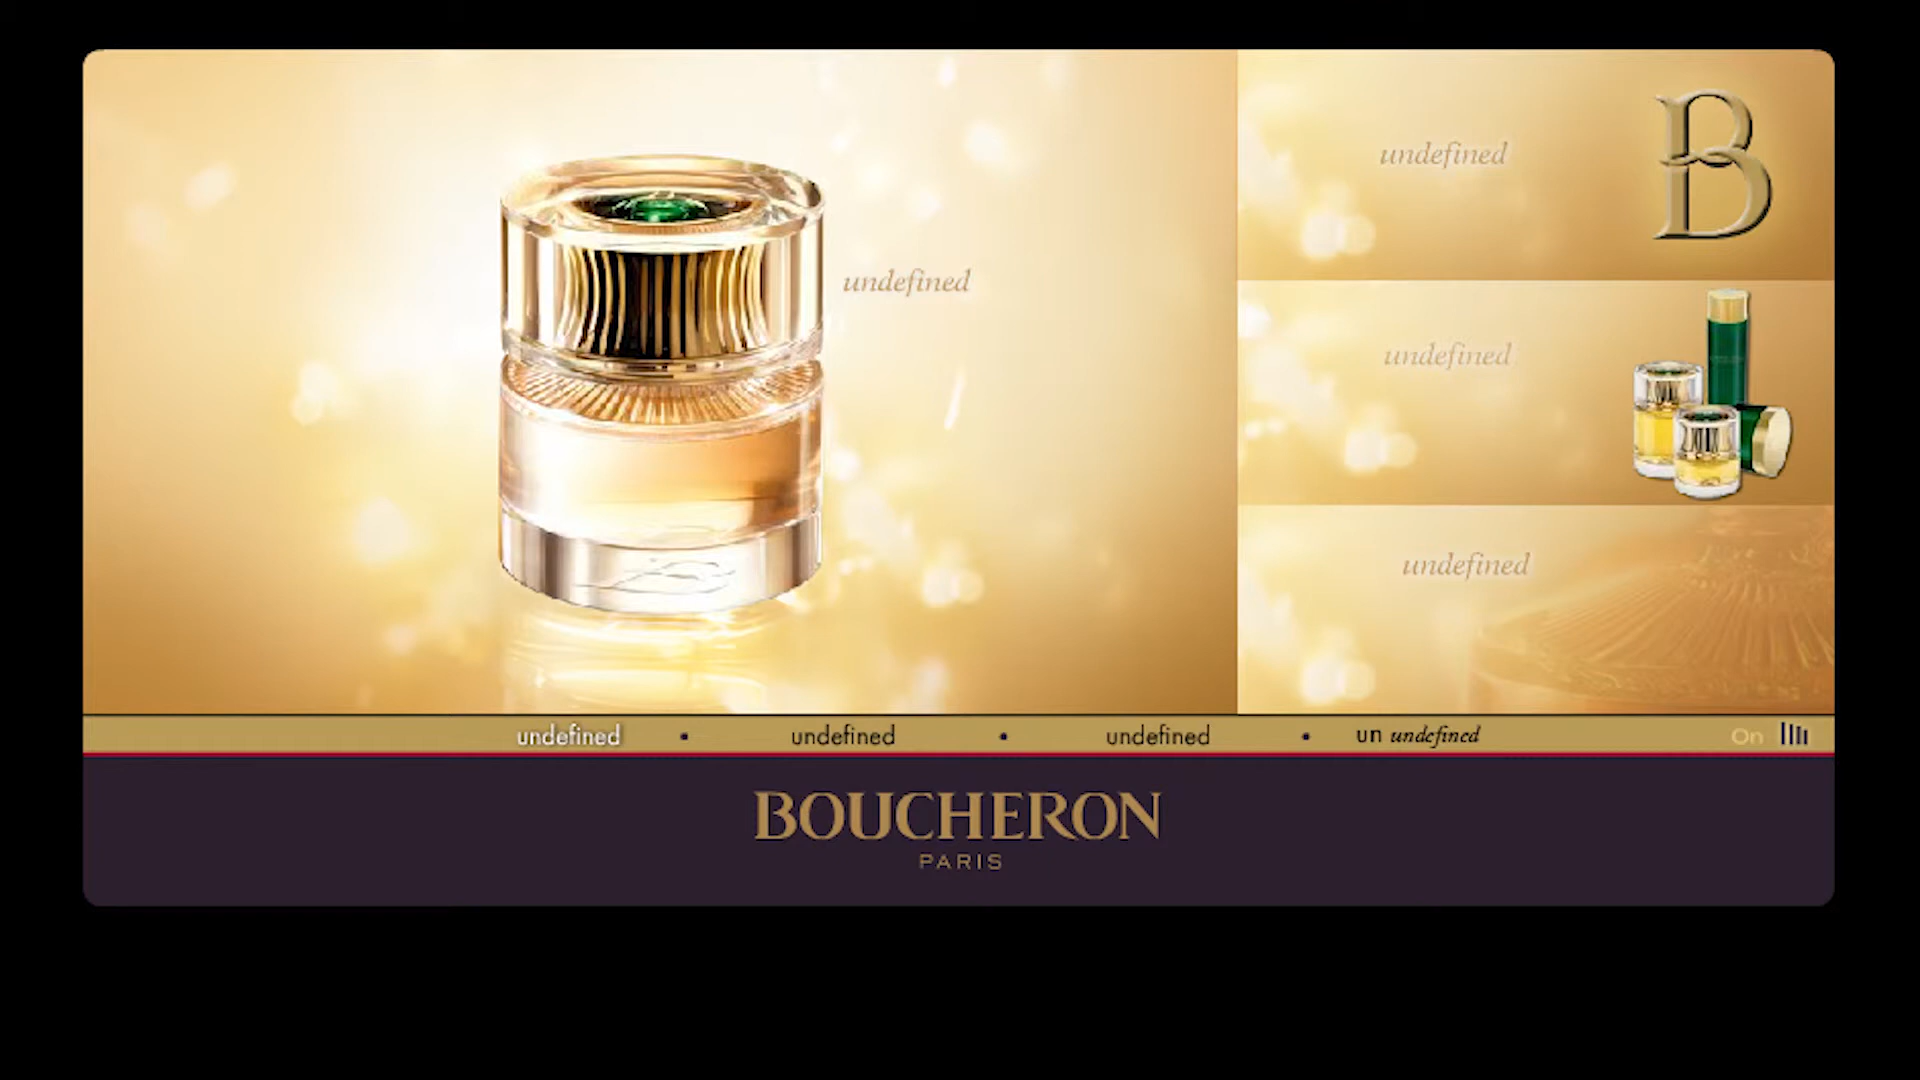 undefined
undefined
B
undefined
undefined
undefined • undefined • undefined • un undefined On
BOUCHERON
PARIS